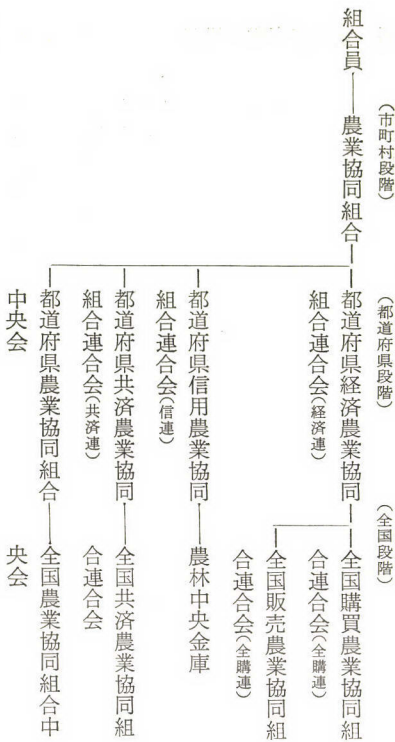 (市町村段階)
(都道府県段階)
(全国段階)
組合員
農業協同組合
都道府県経済農業協同
組合連合会(経済連)
全国購買農業協同組
合連合会(全購連)
全国販売農業協同組
合連合会(全購連)
都道府県信用農業協同
組合連合会(信連)
農林中央金庫
都道府県共済農業協同
組合連合会(共済連)
全国共済農業協同組
合連合会
都道府県農業協同組合
中央会
全国農業協同組合中
央会